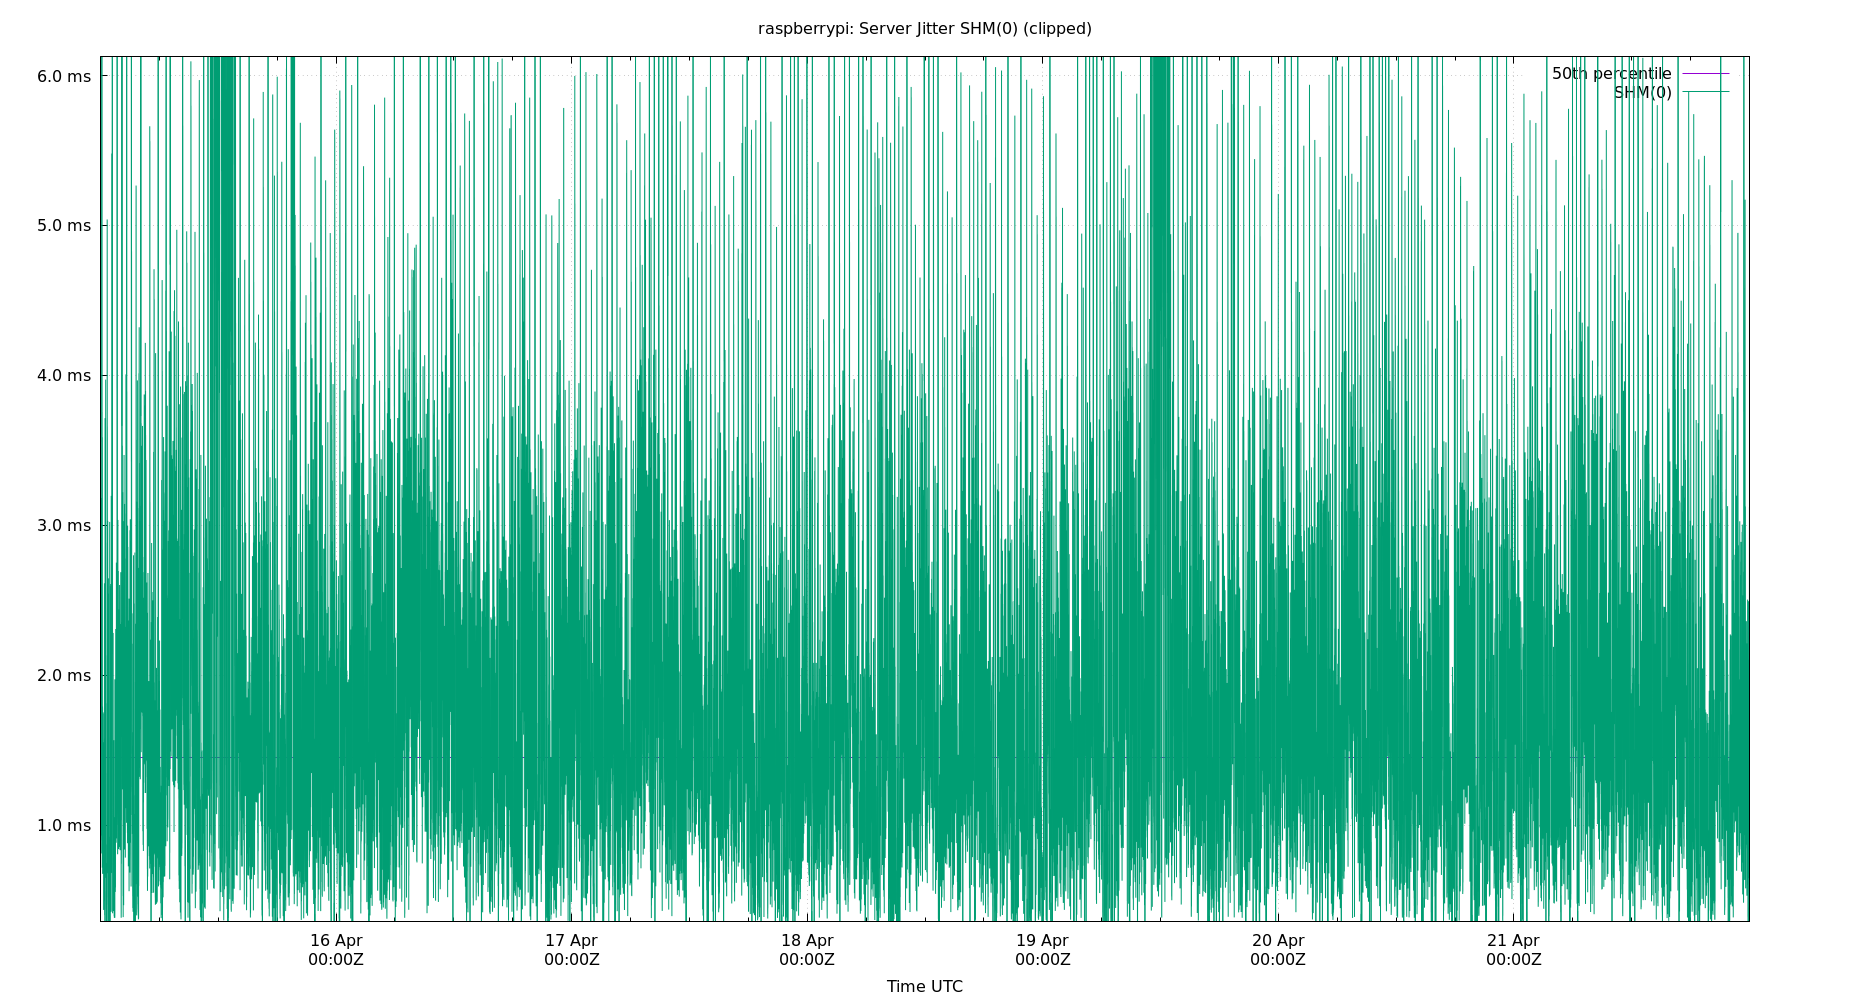 raspberrypi: Server Jitter SHM(0) (clipped)
6.0 ms
5.0 ms
4.0 ms
3.0 ms
2.0 ms
1.0 ms
50th percentile
SHM(0)
16 Apr
00:00Z
17 Apr
00:00Z
18 Apr
00:00Z
19 Apr
00:00Z
20 Apr
00:00Z
21 Apr
00:00Z
Time UTC